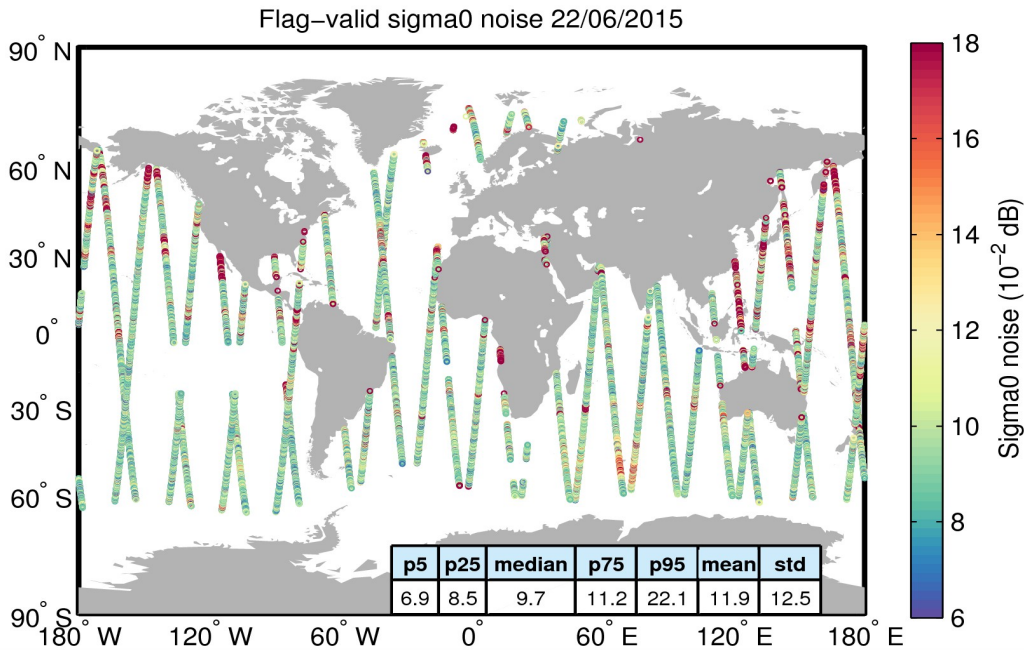 Flag−valid sigma0 noise 22/06/2015
90° N
60° N
30° N
0°
30° S
60° S
90° S
180° W 120° W 60° W 0° 60° E 120° E 180° E
p5 p25 median p75 p95 mean std
6.9 8.5 9.7 11.2 22.1 11.9 12.5
18
16
14
12
10
8
6
Sigma0 noise (10⁻² dB)